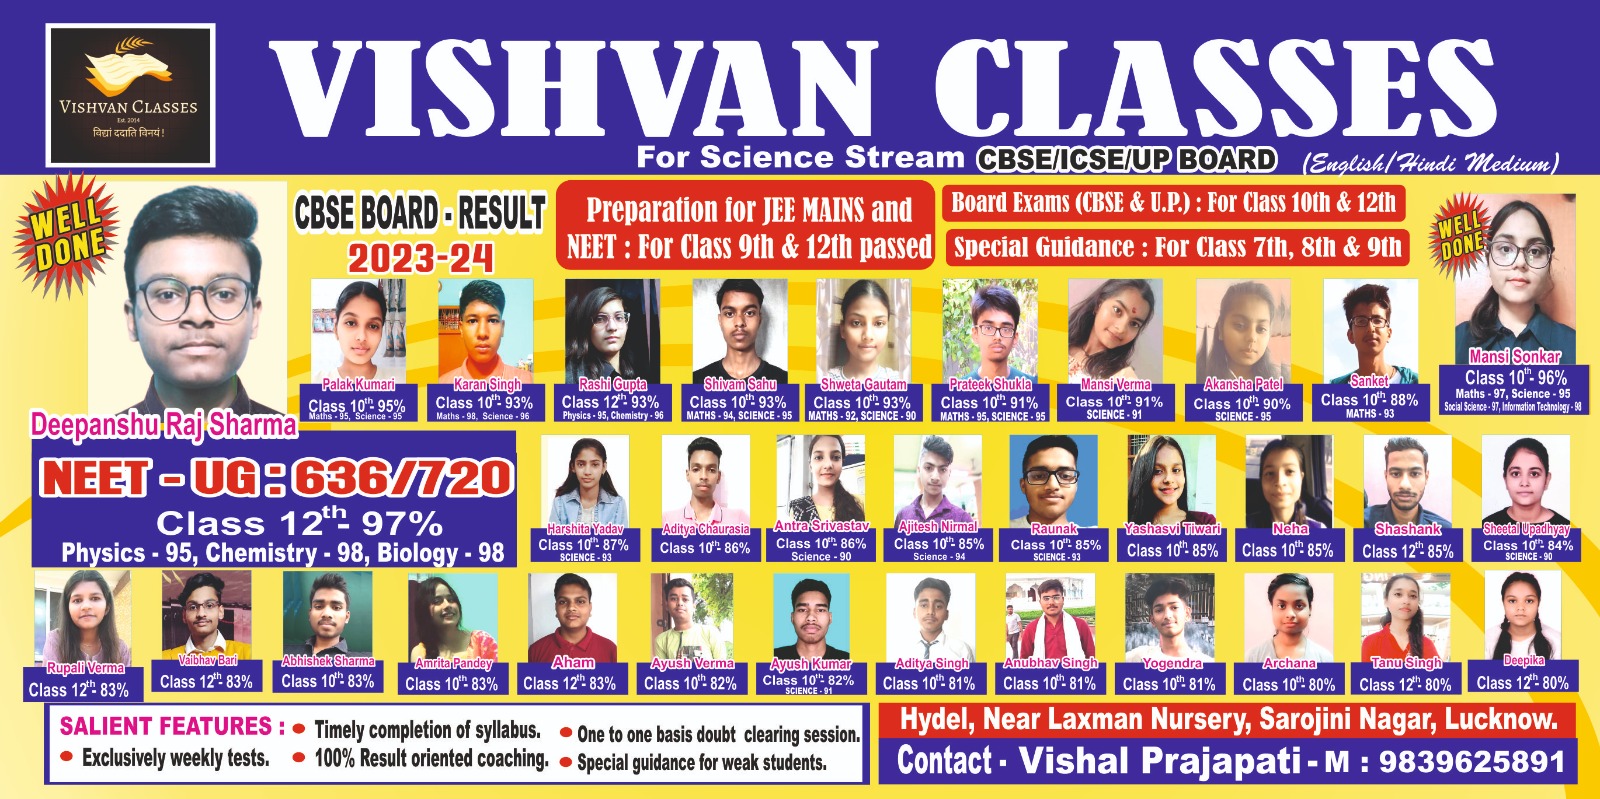 VISHVAN CLASSES
Est. 2014
विद्यां ददाति विनयं !
VISHVAN CLASSES
For Science Stream CBSE/ICSE/UP BOARD (English/Hindi Medium)
WELL DONE
CBSE BOARD - RESULT
2023-24
Preparation for JEE MAINS and
NEET : For Class 9th & 12th passed
Board Exams (CBSE & U.P.) : For Class 10th & 12th
Special Guidance : For Class 7th, 8th & 9th
WELL DONE
Deepanshu Raj Sharma
NEET - UG : 636/720
Class 12th- 97%
Physics - 95, Chemistry - 98, Biology - 98
Palak Kumari
Class 10th- 95%
Maths - 95, Science - 95
Karan Singh
Class 10th- 93%
Maths - 98, Science - 96
Rashi Gupta
Class 12th- 93%
Physics - 95, Chemistry - 96
Shivam Sahu
Class 10th- 93%
MATHS - 94, SCIENCE - 95
Shweta Gautam
Class 10th- 93%
MATHS - 92, SCIENCE - 90
Prateek Shukla
Class 10th- 91%
MATHS - 95, SCIENCE - 95
Mansi Verma
Class 10th- 91%
SCIENCE - 91
Akansha Patel
Class 10th- 90%
SCIENCE - 95
Sanket
Class 10th- 88%
MATHS - 93
Mansi Sonkar
Class 10th- 96%
Maths - 97, Science - 95
Social Science - 97, Information Technology - 98
Harshita Yadav
Class 10th- 87%
SCIENCE - 93
Aditya Chaurasia
Class 10th- 86%
Antra Srivastav
Class 10th- 86%
Science - 90
Ajitesh Nirmal
Class 10th- 85%
Science - 94
Raunak
Class 10th- 85%
SCIENCE - 93
Yashasvi Tiwari
Class 10th- 85%
Neha
Class 10th- 85%
Shashank
Class 12th- 85%
Sheetal Upadhyay
Class 10th- 84%
SCIENCE - 90
Rupali Verma
Class 12th- 83%
Vaibhav Bari
Class 12th- 83%
Abhishek Sharma
Class 10th- 83%
Amrita Pandey
Class 10th- 83%
Aham
Class 12th- 83%
Ayush Verma
Class 10th- 82%
Ayush Kumar
Class 10th- 82%
SCIENCE - 91
Aditya Singh
Class 10th- 81%
Anubhav Singh
Class 10th- 81%
Yogendra
Class 10th- 81%
Archana
Class 10th- 80%
Tanu Singh
Class 12th- 80%
Deepika
Class 12th- 80%
SALIENT FEATURES :
• Timely completion of syllabus.
• One to one basis doubt clearing session.
• Exclusively weekly tests.
• 100% Result oriented coaching.
• Special guidance for weak students.
Hydel, Near Laxman Nursery, Sarojini Nagar, Lucknow.
Contact - Vishal Prajapati - M : 9839625891